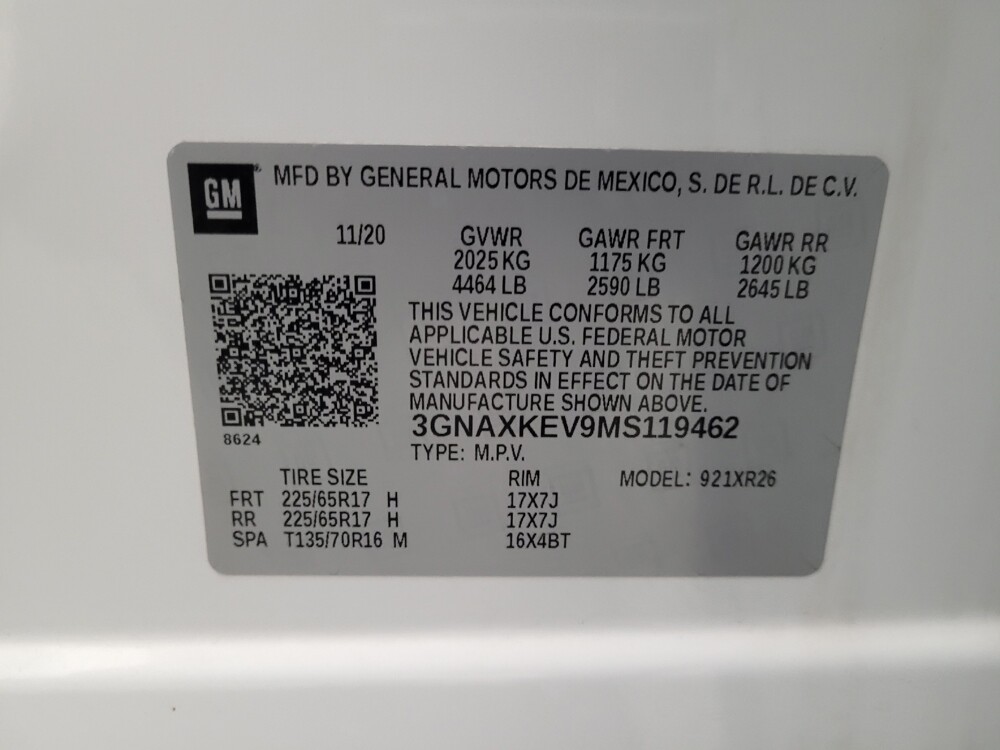 GM MFD BY GENERAL MOTORS DE MEXICO, S. DE R.L. DE C.V.
11/20 GVWR GAWR FRT GAWR RR
2025 KG 1175 KG 1200 KG
4464 LB 2590 LB 2645 LB
THIS VEHICLE CONFORMS TO ALL
APPLICABLE U.S. FEDERAL MOTOR
VEHICLE SAFETY AND THEFT PREVENTION
STANDARDS IN EFFECT ON THE DATE OF
MANUFACTURE SHOWN ABOVE.
3GNAXKEV9MS119462
8624
TYPE: M.P.V.
TIRE SIZE RIM MODEL: 921XR26
FRT 225/65R17 H 17X7J
RR 225/65R17 H 17X7J
SPA T135/70R16 M 16X4BT